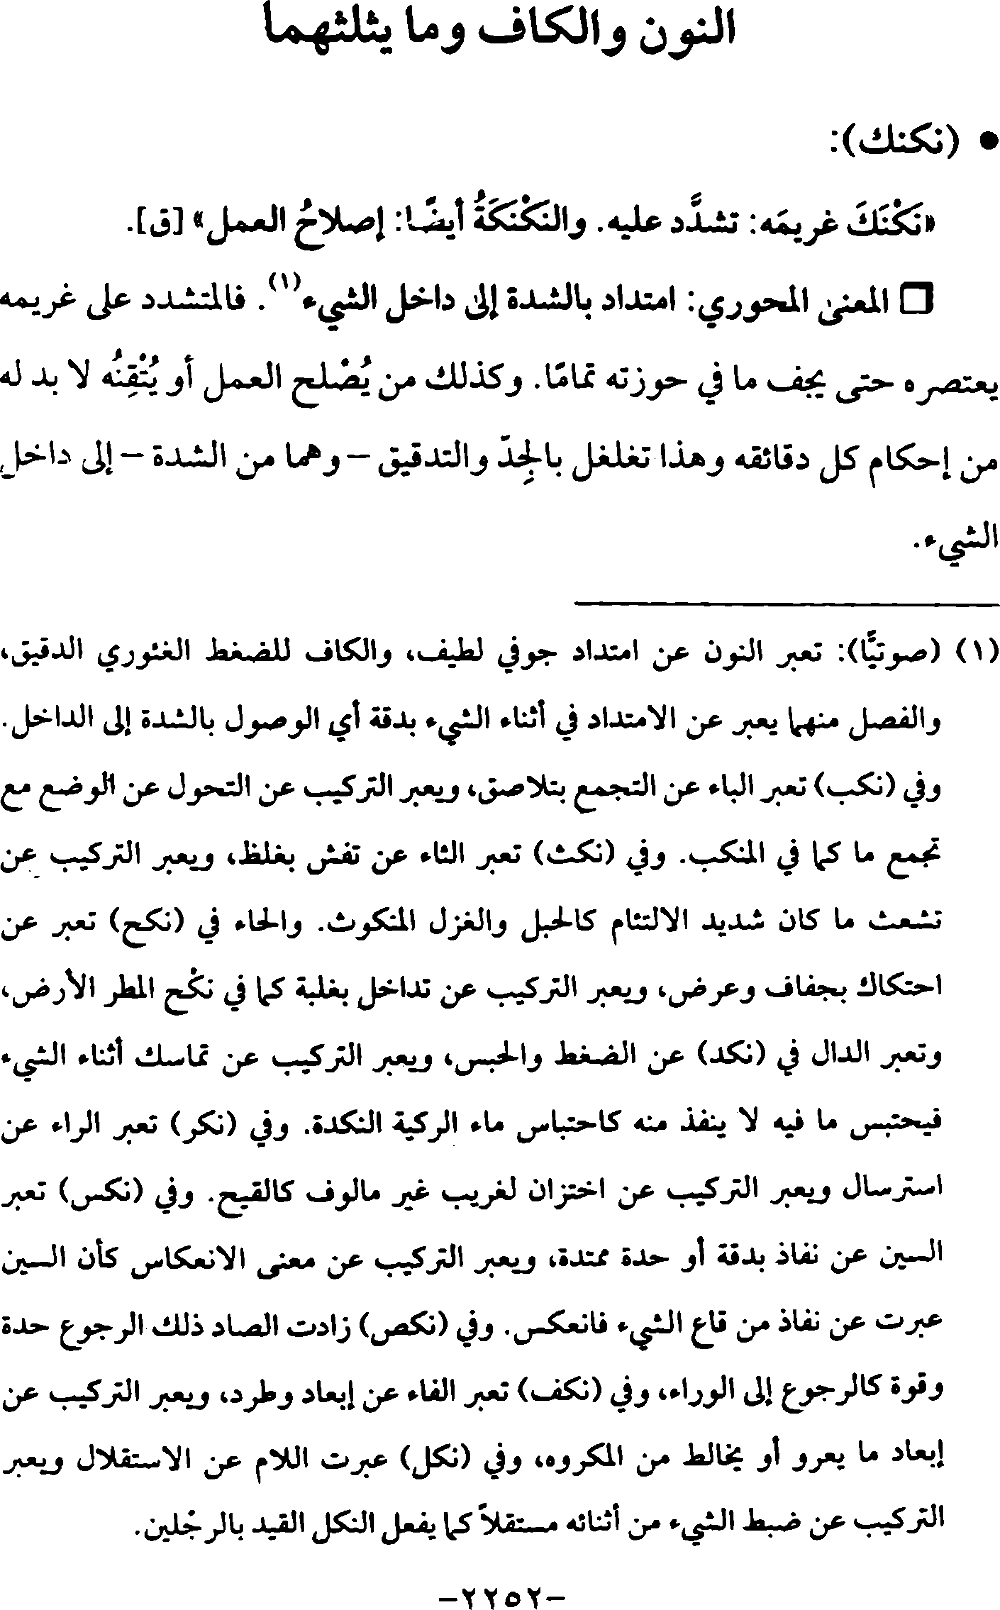 النون والكاف وما يثلثهما
• (نكنك):
«نَكْنَكَ غريمَه: تشدَّد عليه. والنَكْنَكَةُ أيضًا: إصلاحُ العمل» [ق].
□ المعنى المحوري: امتداد بالشدة إلى داخل الشيء(١). فالمتشدد على غريمه
يعتصره حتى يجف ما في حوزته تمامًا. وكذلك من يُصْلح العمل أو يُتْقِنُه لا بد له
من إحكام كل دقائقه وهذا تغلغل بالجِدّ والتدقيق – وهما من الشدة – إلى داخل
الشيء.
(١) (صوتيًّا): تعبر النون عن امتداد جوفي لطيف، والكاف للضغط الغئوري الدقيق،
والفصل منهما يعبر عن الامتداد في أثناء الشيء بدقة أي الوصول بالشدة إلى الداخل.
وفي (نكب) تعبر الباء عن التجمع بتلاصق، ويعبر التركيب عن التحول عن الوضع مع
تجمع ما كما في المنكب. وفي (نكث) تعبر الثاء عن تفش بغلظ، ويعبر التركيب عن
تشعث ما كان شديد الالتئام كالحبل والغزل المنكوث. والحاء في (نكح) تعبر عن
احتكاك بجفاف وعرض، ويعبر التركيب عن تداخل بغلبة كما في نكْح المطر الأرض،
وتعبر الدال في (نكد) عن الضغط والحبس، ويعبر التركيب عن تماسك أثناء الشيء
فيحتبس ما فيه لا ينفذ منه كاحتباس ماء الركية النكدة. وفي (نكر) تعبر الراء عن
استرسال ويعبر التركيب عن اختزان لغريب غير مالوف كالقيح. وفي (نكس) تعبر
السين عن نفاذ بدقة أو حدة ممتدة، ويعبر التركيب عن معنى الانعكاس كأن السين
عبرت عن نفاذ من قاع الشيء فانعكس. وفي (نكص) زادت الصاد ذلك الرجوع حدة
وقوة كالرجوع إلى الوراء، وفي (نكف) تعبر الفاء عن إبعاد وطرد، ويعبر التركيب عن
إبعاد ما يعرو أو يخالط من المكروه، وفي (نكل) عبرت اللام عن الاستقلال ويعبر
التركيب عن ضبط الشيء من أثنائه مستقلاً كما يفعل النكل القيد بالرجْلين.
-٢٢٥٢-